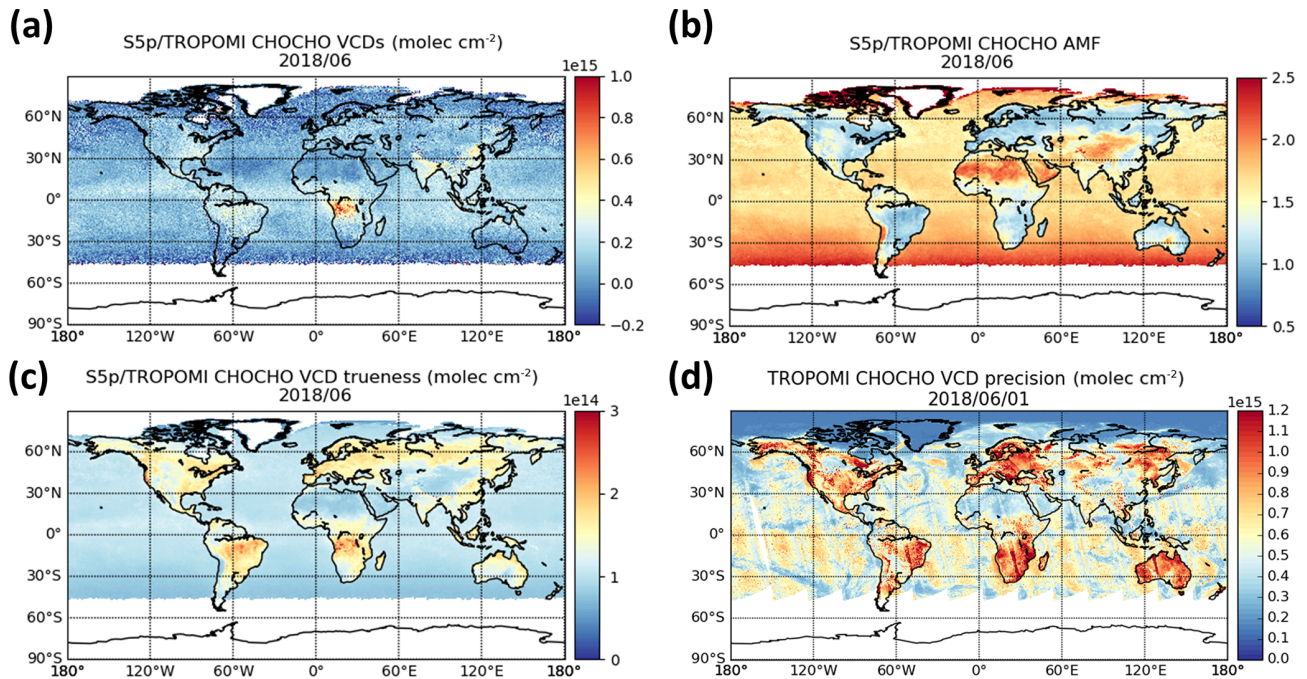 (a)
S5p/TROPOMI CHOCHO VCDs (molec cm-2)
2018/06
1e15
1.0
0.8
0.6
0.4
0.2
0.0
−0.2
60°N
30°N
0°
30°S
60°S
90°S
180° 120°W 60°W 0° 60°E 120°E 180°
(b)
S5p/TROPOMI CHOCHO AMF
2018/06
2.5
2.0
1.5
1.0
0.5
60°N
30°N
0°
30°S
60°S
90°S
180° 120°W 60°W 0° 60°E 120°E 180°
(c)
S5p/TROPOMI CHOCHO VCD trueness (molec cm-2)
2018/06
1e14
3
2
1
0
60°N
30°N
0°
30°S
60°S
90°S
180° 120°W 60°W 0° 60°E 120°E 180°
(d)
TROPOMI CHOCHO VCD precision (molec cm-2)
2018/06/01
1e15
1.2
1.1
1.0
0.9
0.8
0.7
0.6
0.5
0.4
0.3
0.2
0.1
0.0
60°N
30°N
0°
30°S
60°S
90°S
180° 120°W 60°W 0° 60°E 120°E 180°